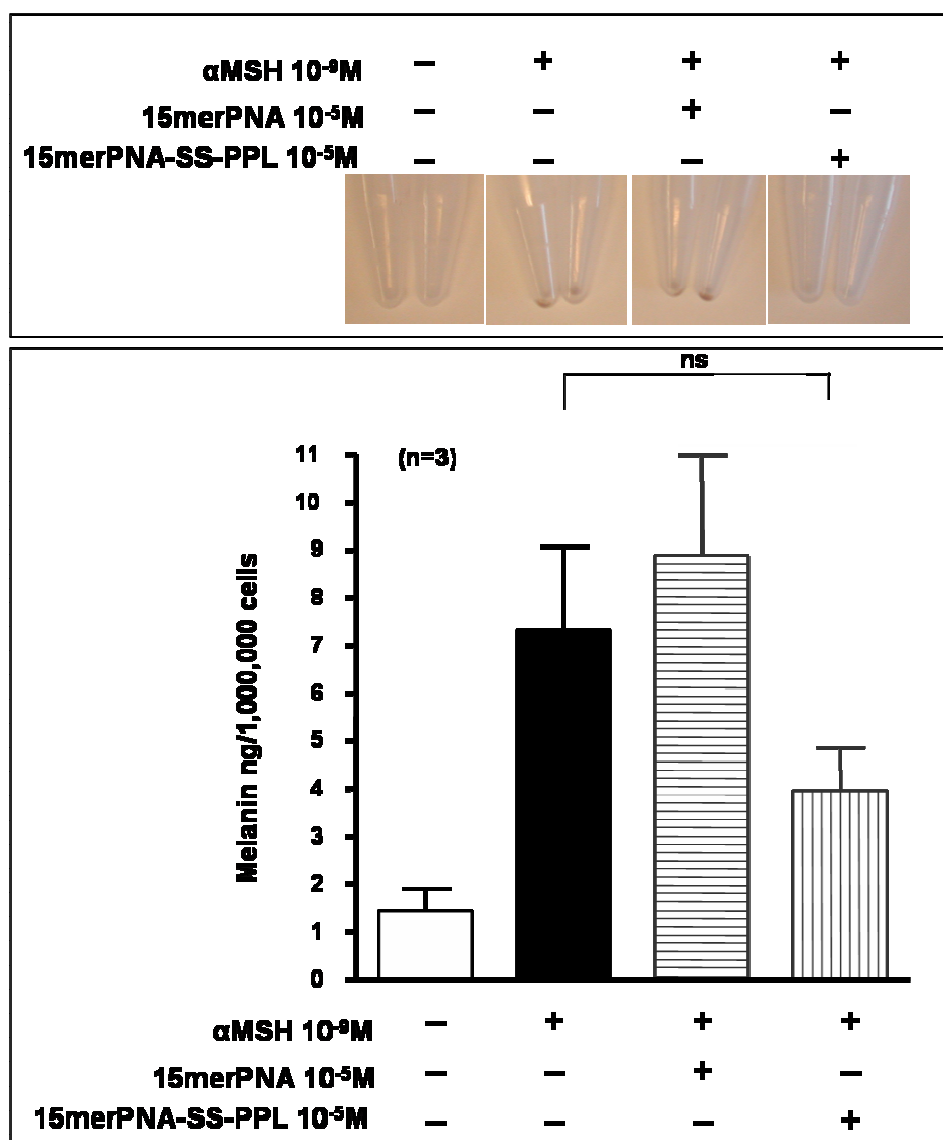 αMSH 10⁻⁹M – + + +
15merPNA 10⁻⁵M – – + –
15merPNA-SS-PPL 10⁻⁵M – – – +
ns
(n=3)
11
10
9
8
7
6
5
4
3
2
1
0
Melanin ng/1,000,000 cells
αMSH 10⁻⁹M – + + +
15merPNA 10⁻⁵M – – + –
15merPNA-SS-PPL 10⁻⁵M – – – +